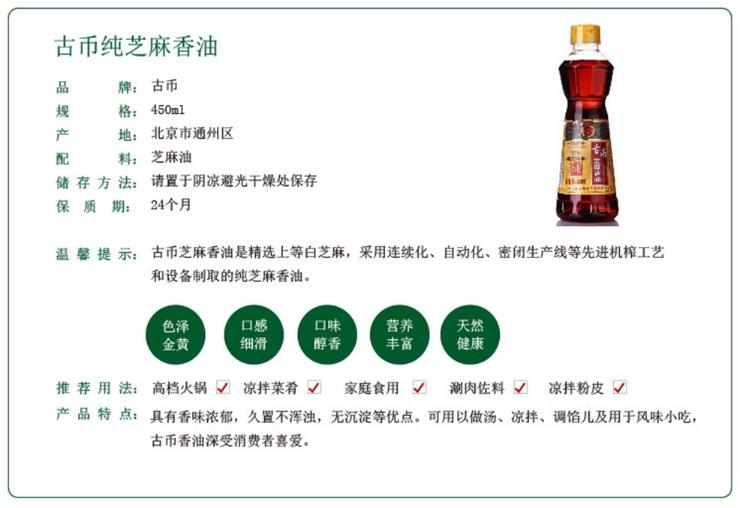 古币纯芝麻香油
品牌：古币
规格：450ml
产地：北京市通州区
配料：芝麻油
储存方法：请置于阴凉避光干燥处保存
保质期：24个月
古币
芝麻香油
温馨提示：古币芝麻香油是精选上等白芝麻，采用连续化、自动化、密闭生产线等先进机榨工艺
和设备制取的纯芝麻香油。
色泽
金黄
口感
细滑
口味
醇香
营养
丰富
天然
健康
推荐用法：高档火锅 凉拌菜肴 家庭食用 涮肉佐料 凉拌粉皮
产品特点：具有香味浓郁，久置不浑浊，无沉淀等优点。可用以做汤、凉拌、调馅儿及用于风味小吃，
古币香油深受消费者喜爱。